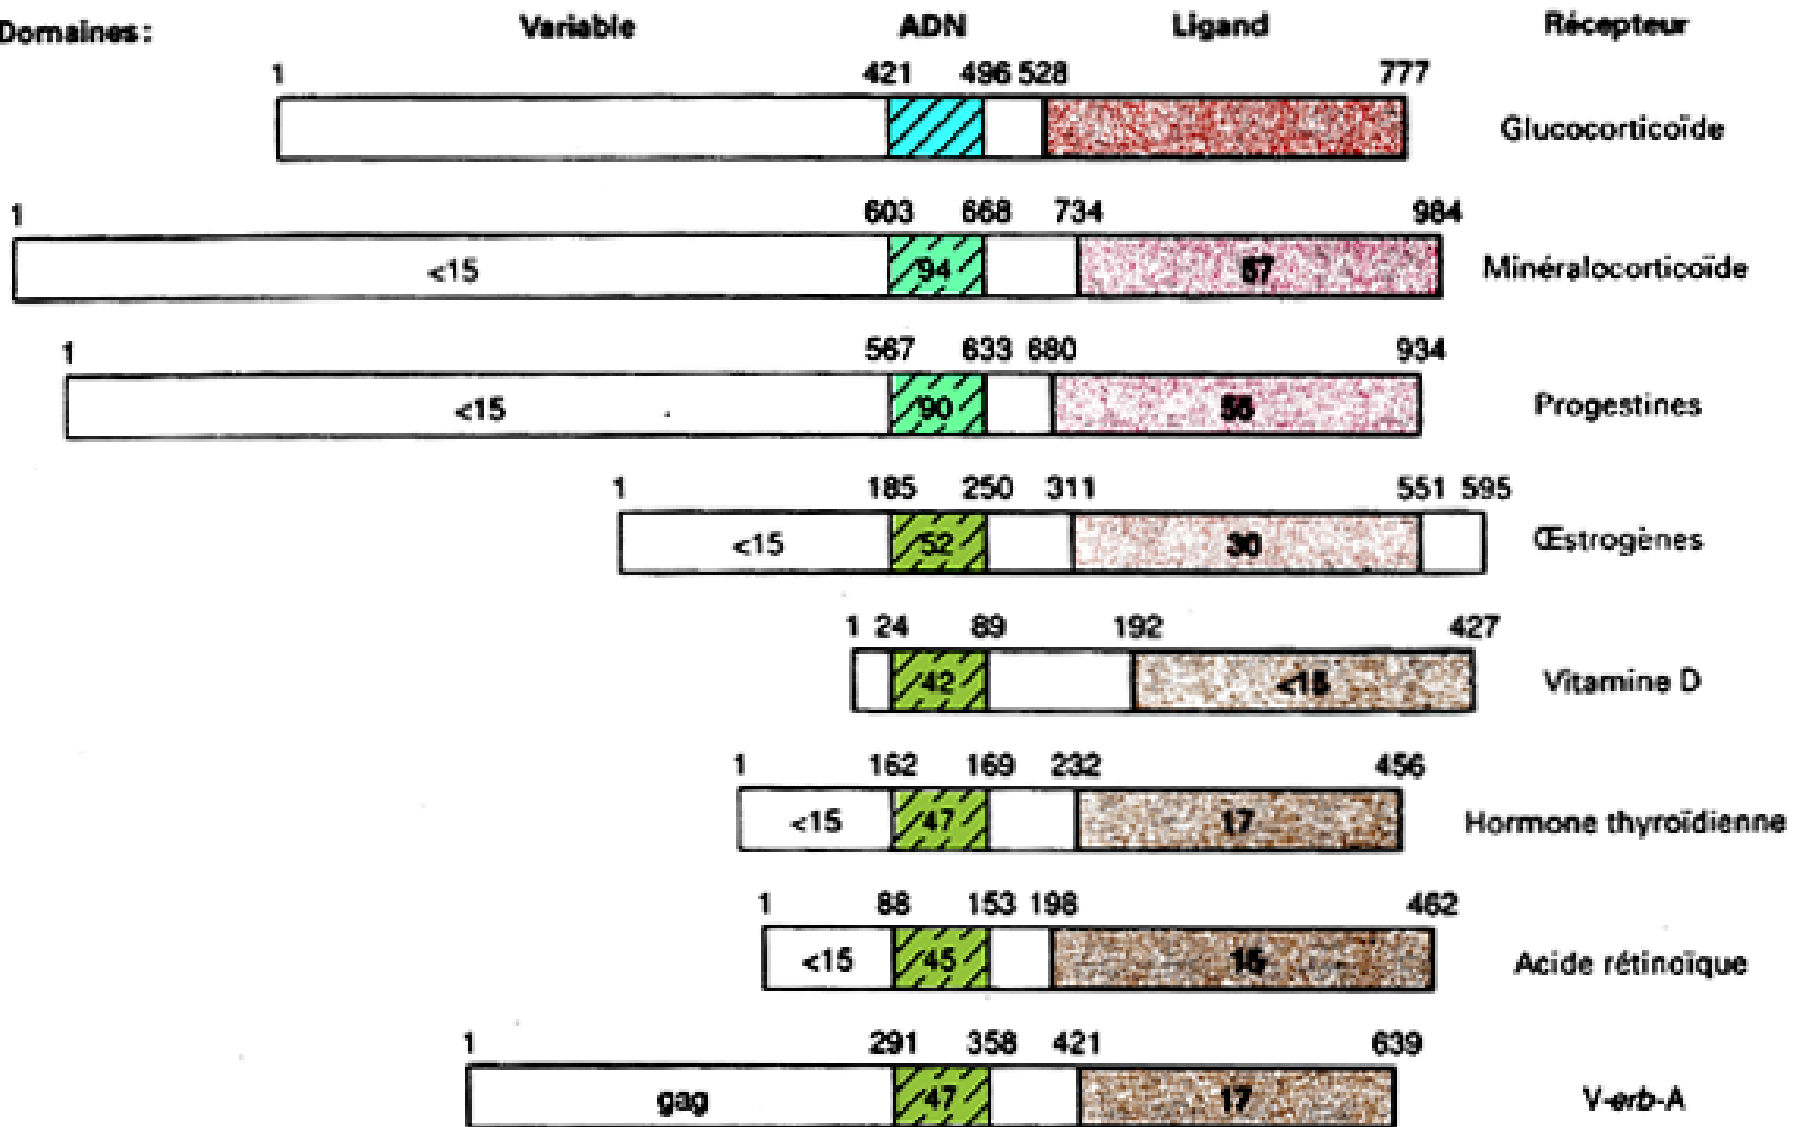 Domaines: Variable ADN Ligand Récepteur
1 421 496 528 777
Glucocorticoïde
1 603 668 734 984
<15 94 57 Minéralocorticoïde
1 567 633 680 934
<15 90 55 Progestines
1 185 250 311 551 595
<15 52 30 Œstrogènes
1 24 89 192 427
42 <15 Vitamine D
1 162 169 232 456
<15 47 17 Hormone thyroïdienne
1 88 153 198 462
<15 45 15 Acide rétinoïque
1 291 358 421 639
gag 47 17 V-erb-A